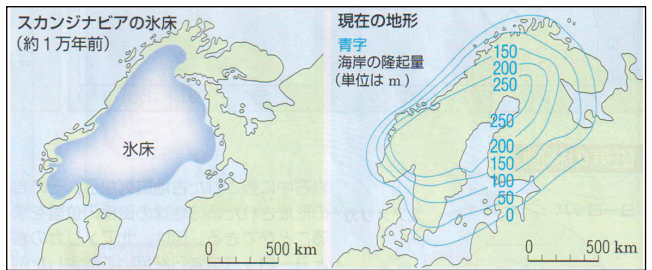 スカンジナビアの氷床
(約1万年前)
氷床
0 500 km
現在の地形
青字
海岸の隆起量
(単位は m)
150
200
250
250
200
150
100
50
0
0 500 km